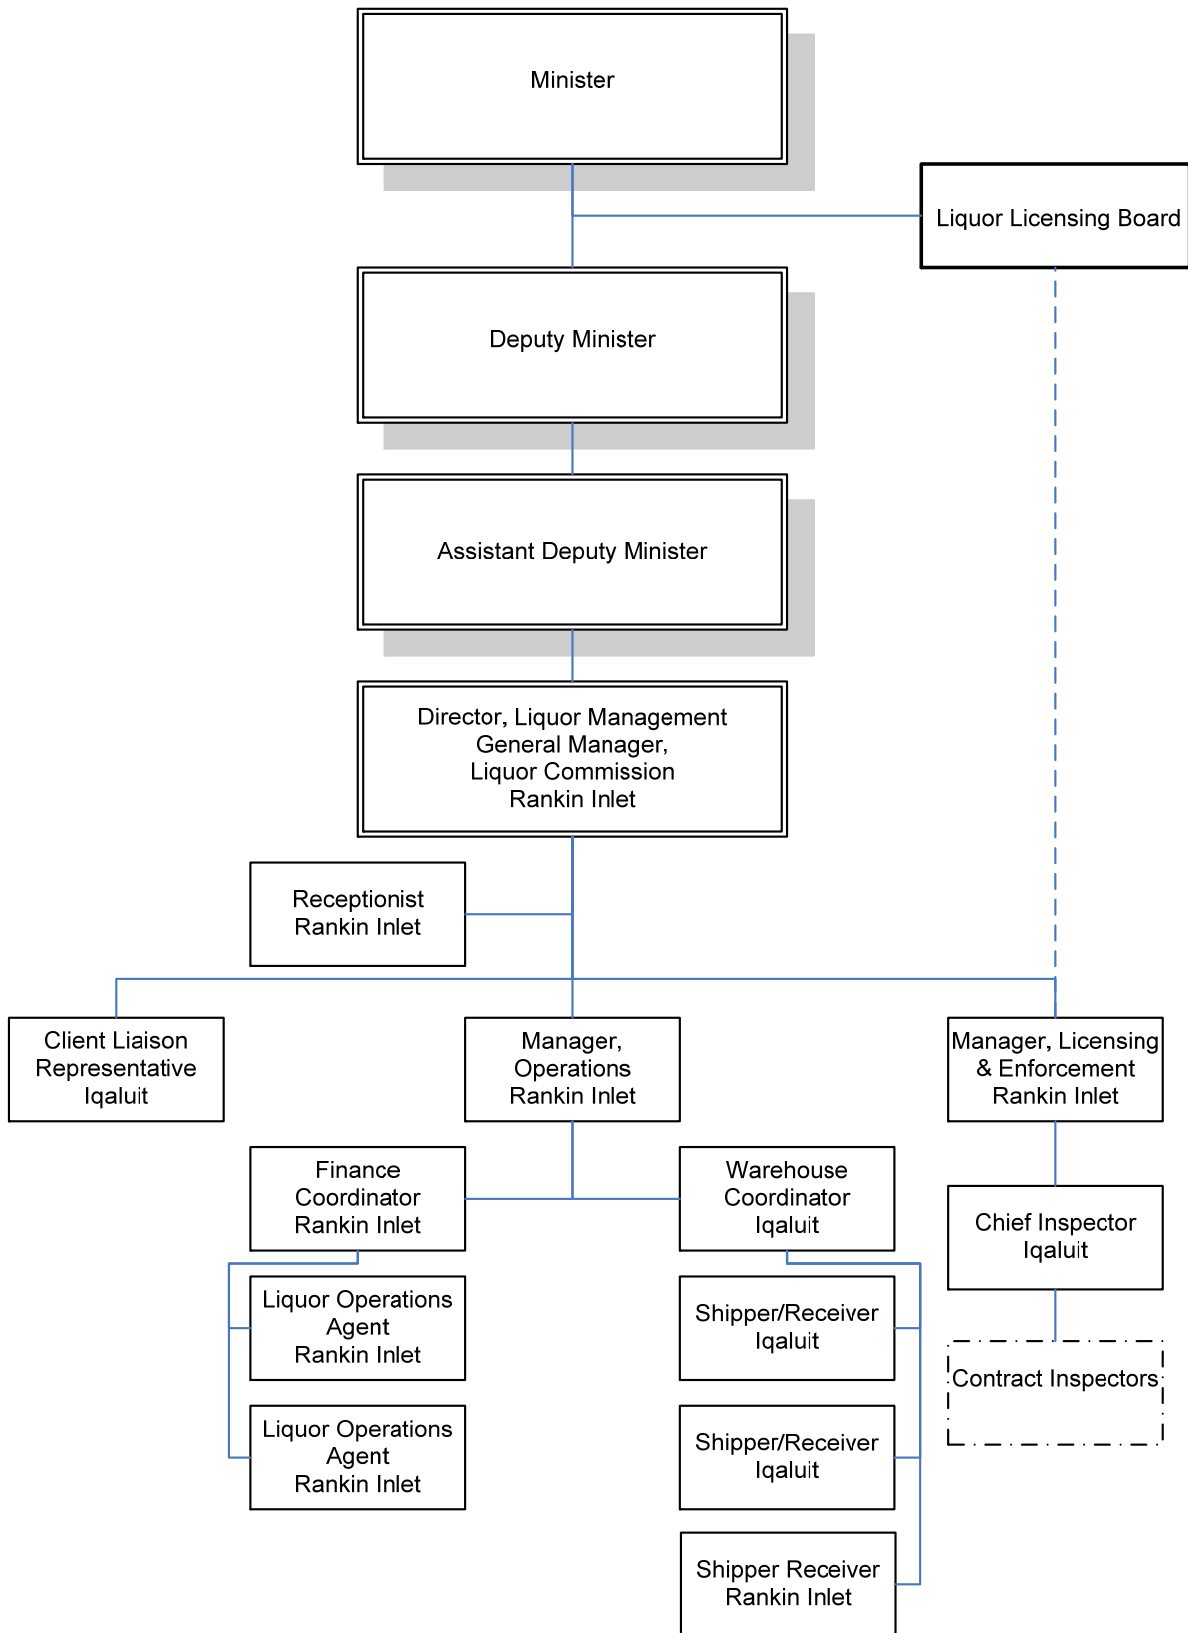 Minister
Liquor Licensing Board
Deputy Minister
Assistant Deputy Minister
Director, Liquor Management
General Manager,
Liquor Commission
Rankin Inlet
Receptionist
Rankin Inlet
Client Liaison
Representative
Iqaluit
Manager,
Operations
Rankin Inlet
Manager, Licensing
& Enforcement
Rankin Inlet
Finance
Coordinator
Rankin Inlet
Warehouse
Coordinator
Iqaluit
Chief Inspector
Iqaluit
Liquor Operations
Agent
Rankin Inlet
Shipper/Receiver
Iqaluit
Contract Inspectors
Liquor Operations
Agent
Rankin Inlet
Shipper/Receiver
Iqaluit
Shipper Receiver
Rankin Inlet